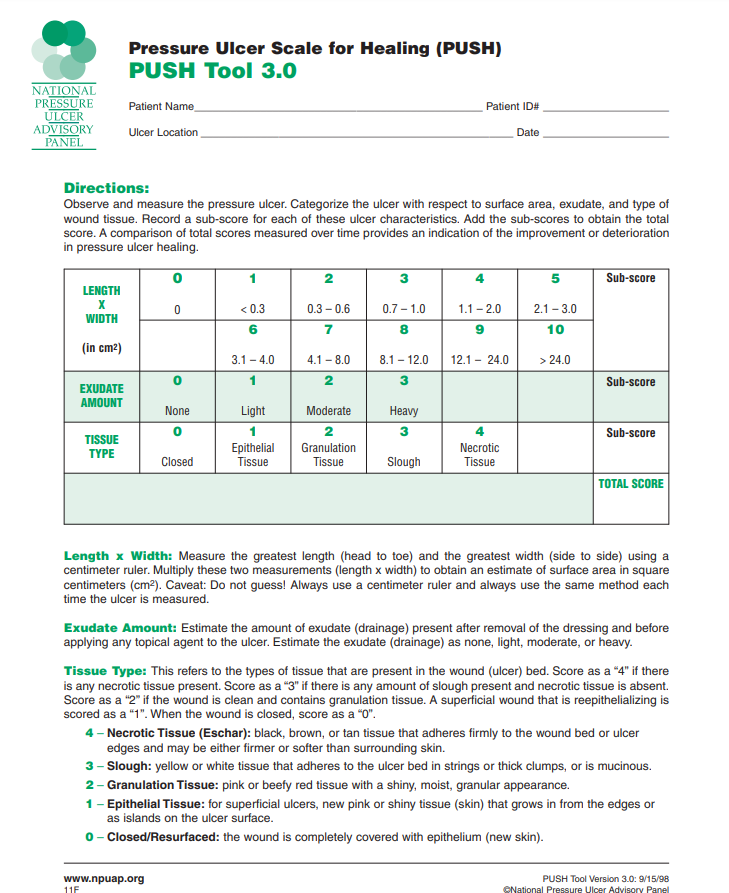 NATIONAL
PRESSURE
ULCER
ADVISORY
PANEL
Pressure Ulcer Scale for Healing (PUSH)
PUSH Tool 3.0
Patient Name Patient ID#
Ulcer Location Date
Directions:
Observe and measure the pressure ulcer. Categorize the ulcer with respect to surface area, exudate, and type of
wound tissue. Record a sub-score for each of these ulcer characteristics. Add the sub-scores to obtain the total
score. A comparison of total scores measured over time provides an indication of the improvement or deterioration
in pressure ulcer healing.
LENGTH
X
WIDTH
(in cm²)
0 1 2 3 4 5 Sub-score
0 < 0.3 0.3 – 0.6 0.7 – 1.0 1.1 – 2.0 2.1 – 3.0
6 7 8 9 10
3.1 – 4.0 4.1 – 8.0 8.1 – 12.0 12.1 – 24.0 > 24.0
EXUDATE
AMOUNT
0 1 2 3 Sub-score
None Light Moderate Heavy
TISSUE
TYPE
0 1 2 3 4 Sub-score
Closed Epithelial Tissue Granulation Tissue Slough Necrotic Tissue
TOTAL SCORE
Length x Width: Measure the greatest length (head to toe) and the greatest width (side to side) using a
centimeter ruler. Multiply these two measurements (length x width) to obtain an estimate of surface area in square
centimeters (cm²). Caveat: Do not guess! Always use a centimeter ruler and always use the same method each
time the ulcer is measured.
Exudate Amount: Estimate the amount of exudate (drainage) present after removal of the dressing and before
applying any topical agent to the ulcer. Estimate the exudate (drainage) as none, light, moderate, or heavy.
Tissue Type: This refers to the types of tissue that are present in the wound (ulcer) bed. Score as a “4” if there
is any necrotic tissue present. Score as a “3” if there is any amount of slough present and necrotic tissue is absent.
Score as a “2” if the wound is clean and contains granulation tissue. A superficial wound that is reepithelializing is
scored as a “1”. When the wound is closed, score as a “0”.
4 – Necrotic Tissue (Eschar): black, brown, or tan tissue that adheres firmly to the wound bed or ulcer
edges and may be either firmer or softer than surrounding skin.
3 – Slough: yellow or white tissue that adheres to the ulcer bed in strings or thick clumps, or is mucinous.
2 – Granulation Tissue: pink or beefy red tissue with a shiny, moist, granular appearance.
1 – Epithelial Tissue: for superficial ulcers, new pink or shiny tissue (skin) that grows in from the edges or
as islands on the ulcer surface.
0 – Closed/Resurfaced: the wound is completely covered with epithelium (new skin).
www.npuap.org PUSH Tool Version 3.0: 9/15/98
11F ©National Pressure Ulcer Advisory Panel